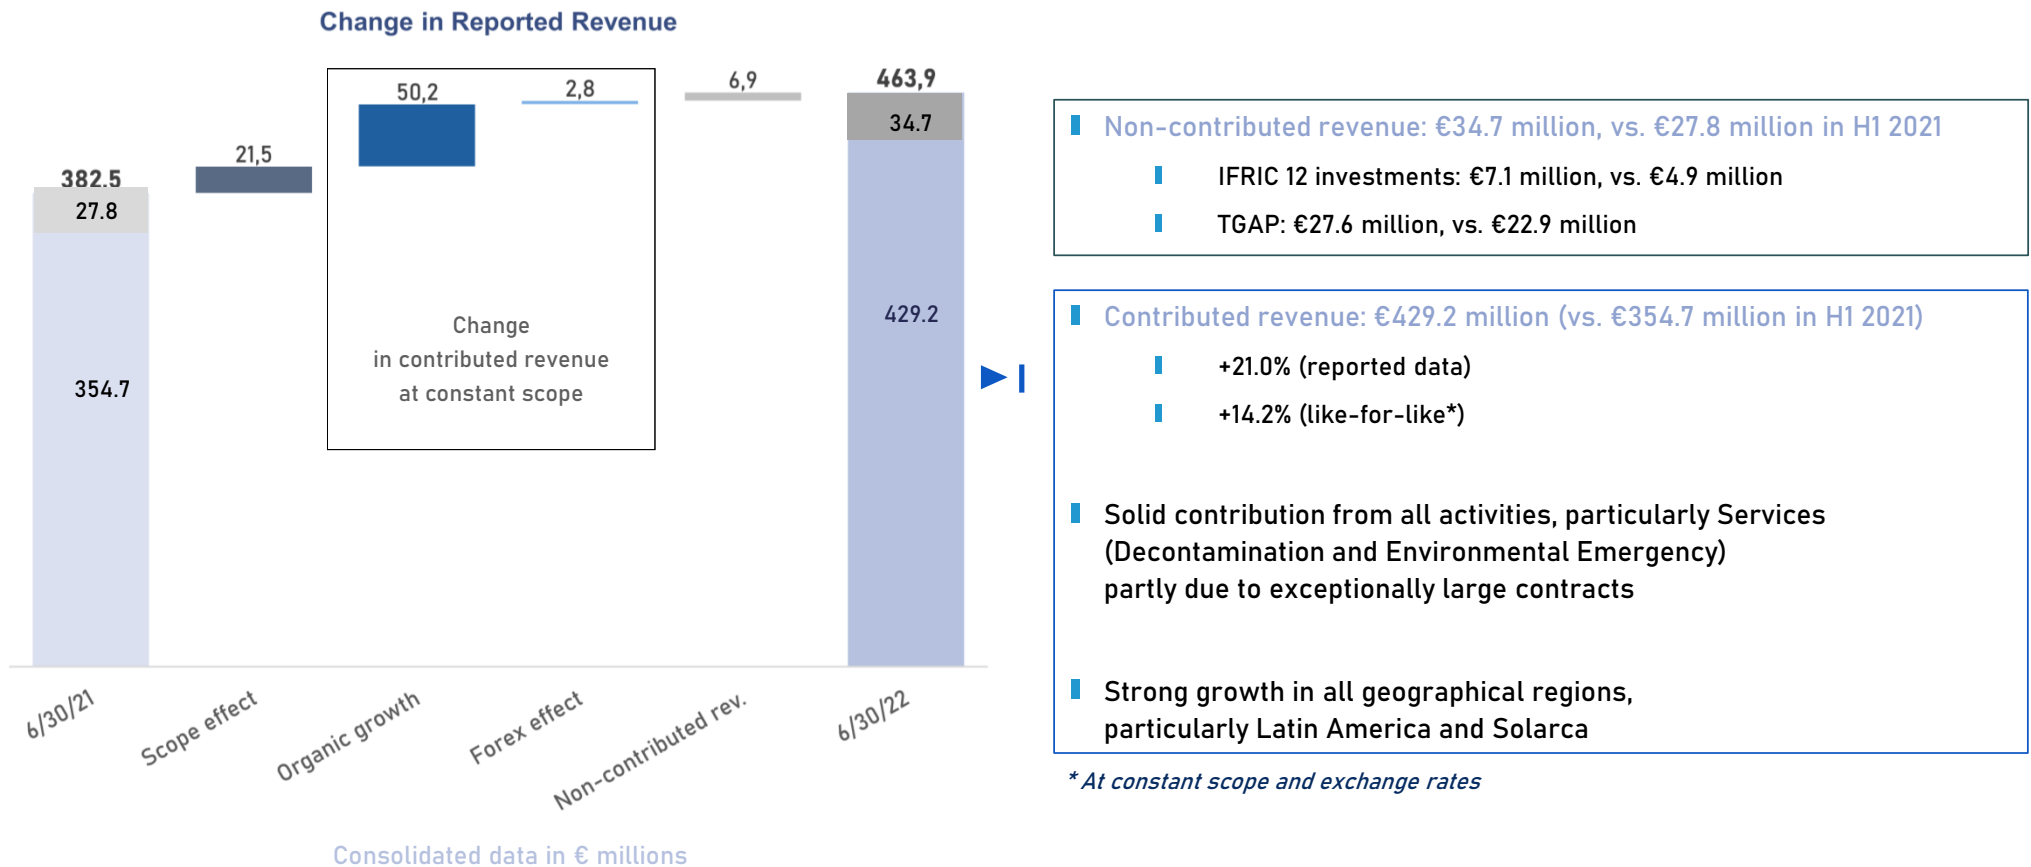 Change in Reported Revenue
382.5
27.8
354.7
21,5
50,2
2,8
6,9
463,9
34.7
429.2
Change
in contributed revenue
at constant scope
6/30/21
Scope effect
Organic growth
Forex effect
Non-contributed rev.
6/30/22
Consolidated data in € millions
Non-contributed revenue: €34.7 million, vs. €27.8 million in H1 2021
IFRIC 12 investments: €7.1 million, vs. €4.9 million
TGAP: €27.6 million, vs. €22.9 million
Contributed revenue: €429.2 million (vs. €354.7 million in H1 2021)
+21.0% (reported data)
+14.2% (like-for-like*)
Solid contribution from all activities, particularly Services
(Decontamination and Environmental Emergency)
partly due to exceptionally large contracts
Strong growth in all geographical regions,
particularly Latin America and Solarca
* At constant scope and exchange rates